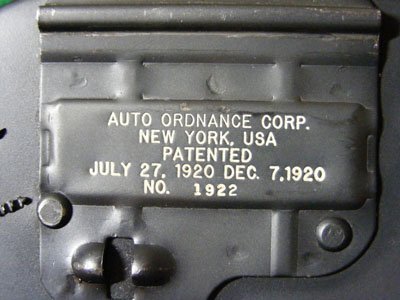 AUTO ORDNANCE CORP.
NEW YORK, USA
PATENTED
JULY 27, 1920 DEC. 7,1920
NO. 1922